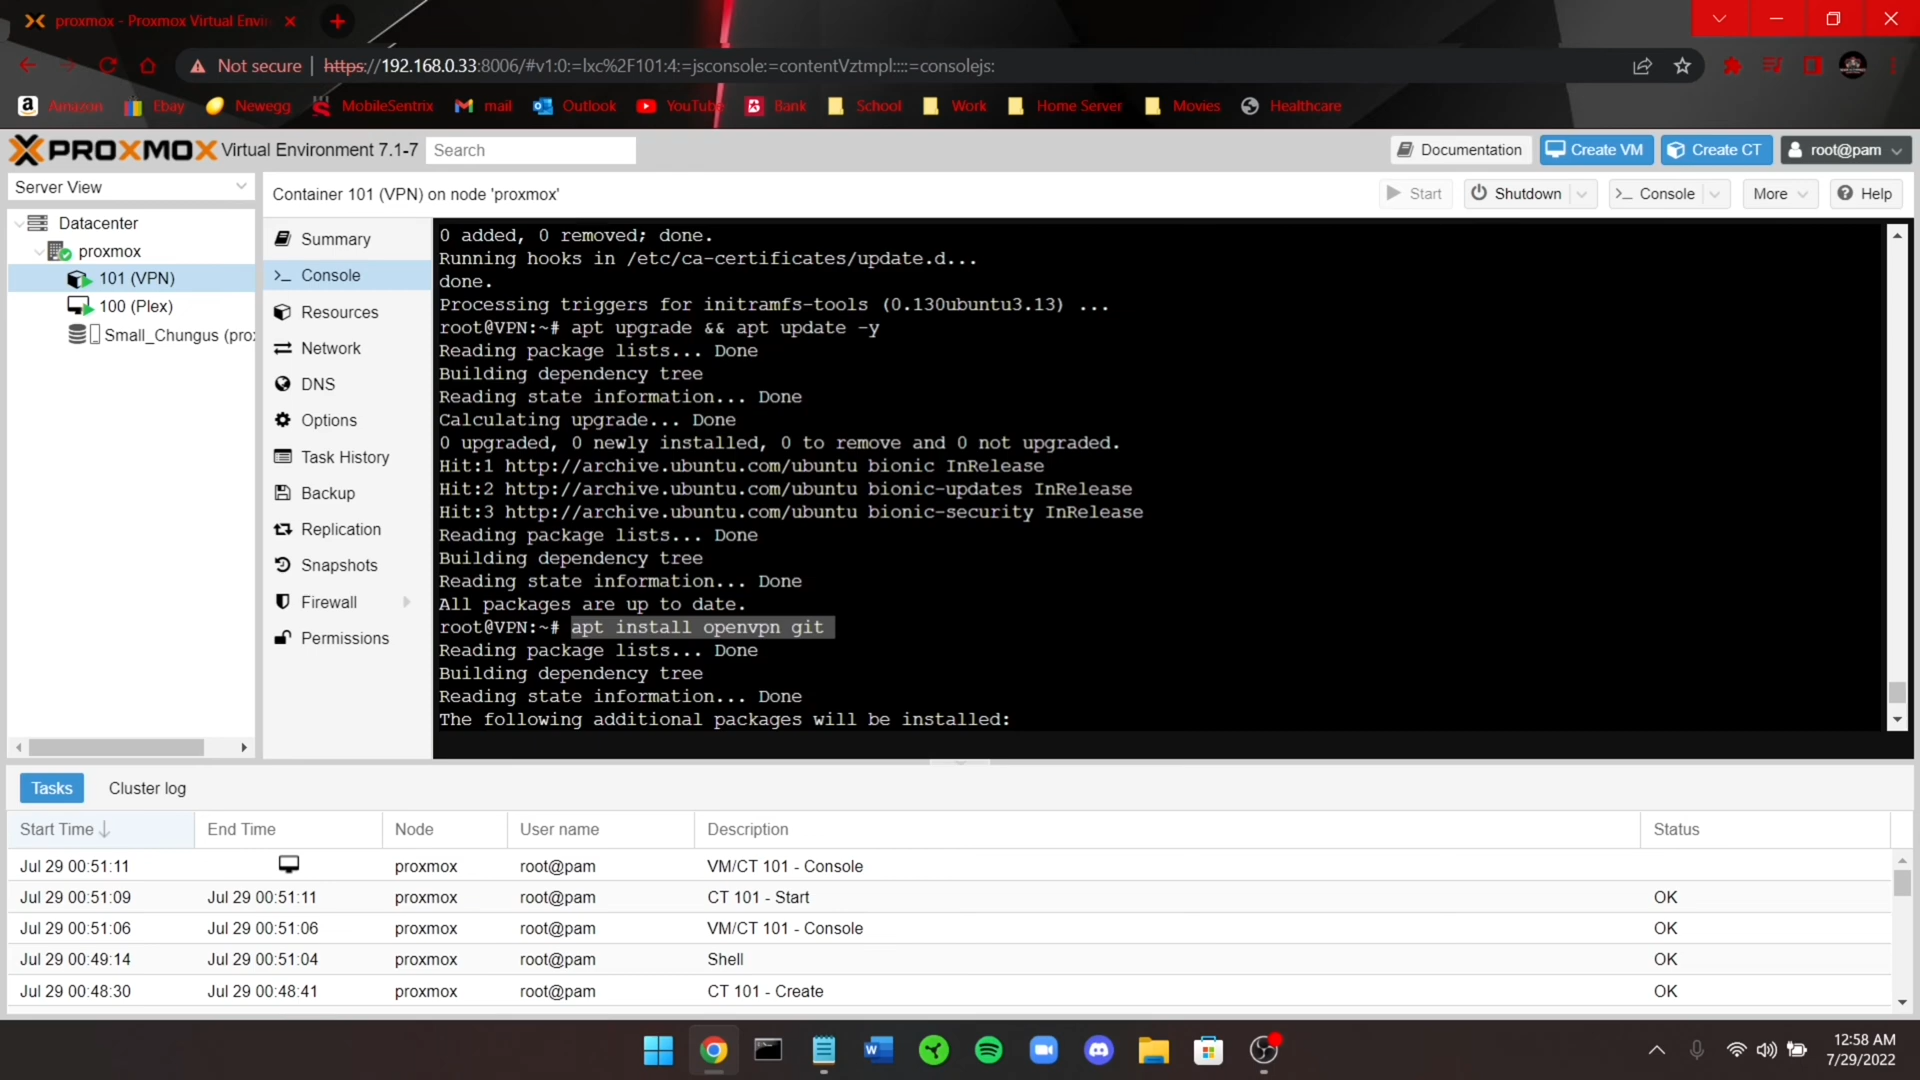 proxmox - Proxmox Virtual Envi
Not secure | https://192.168.0.33:8006/#v1:0:=lxc%2F101:4:=jsconsole:=contentVztmpl::::=consolejs:
Amazon Ebay Newegg MobileSentrix mail Outlook YouTube Bank School Work Home Server Movies Healthcare
PROXMOX Virtual Environment 7.1-7 Search Documentation Create VM Create CT root@pam
Server View
Container 101 (VPN) on node 'proxmox' Start Shutdown >_ Console More Help
Datacenter
proxmox
101 (VPN)
100 (Plex)
Small_Chungus (pro
Summary
>_ Console
Resources
Network
DNS
Options
Task History
Backup
Replication
Snapshots
Firewall
Permissions
0 added, 0 removed; done.
Running hooks in /etc/ca-certificates/update.d...
done.
Processing triggers for initramfs-tools (0.130ubuntu3.13) ...
root@VPN:~# apt upgrade && apt update -y
Reading package lists... Done
Building dependency tree
Reading state information... Done
Calculating upgrade... Done
0 upgraded, 0 newly installed, 0 to remove and 0 not upgraded.
Hit:1 http://archive.ubuntu.com/ubuntu bionic InRelease
Hit:2 http://archive.ubuntu.com/ubuntu bionic-updates InRelease
Hit:3 http://archive.ubuntu.com/ubuntu bionic-security InRelease
Reading package lists... Done
Building dependency tree
Reading state information... Done
All packages are up to date.
root@VPN:~# apt install openvpn git
Reading package lists... Done
Building dependency tree
Reading state information... Done
The following additional packages will be installed:
Tasks Cluster log
Start Time End Time Node User name Description Status
Jul 29 00:51:11 proxmox root@pam VM/CT 101 - Console
Jul 29 00:51:09 Jul 29 00:51:11 proxmox root@pam CT 101 - Start OK
Jul 29 00:51:06 Jul 29 00:51:06 proxmox root@pam VM/CT 101 - Console OK
Jul 29 00:49:14 Jul 29 00:51:04 proxmox root@pam Shell OK
Jul 29 00:48:30 Jul 29 00:48:41 proxmox root@pam CT 101 - Create OK
12:58 AM
7/29/2022